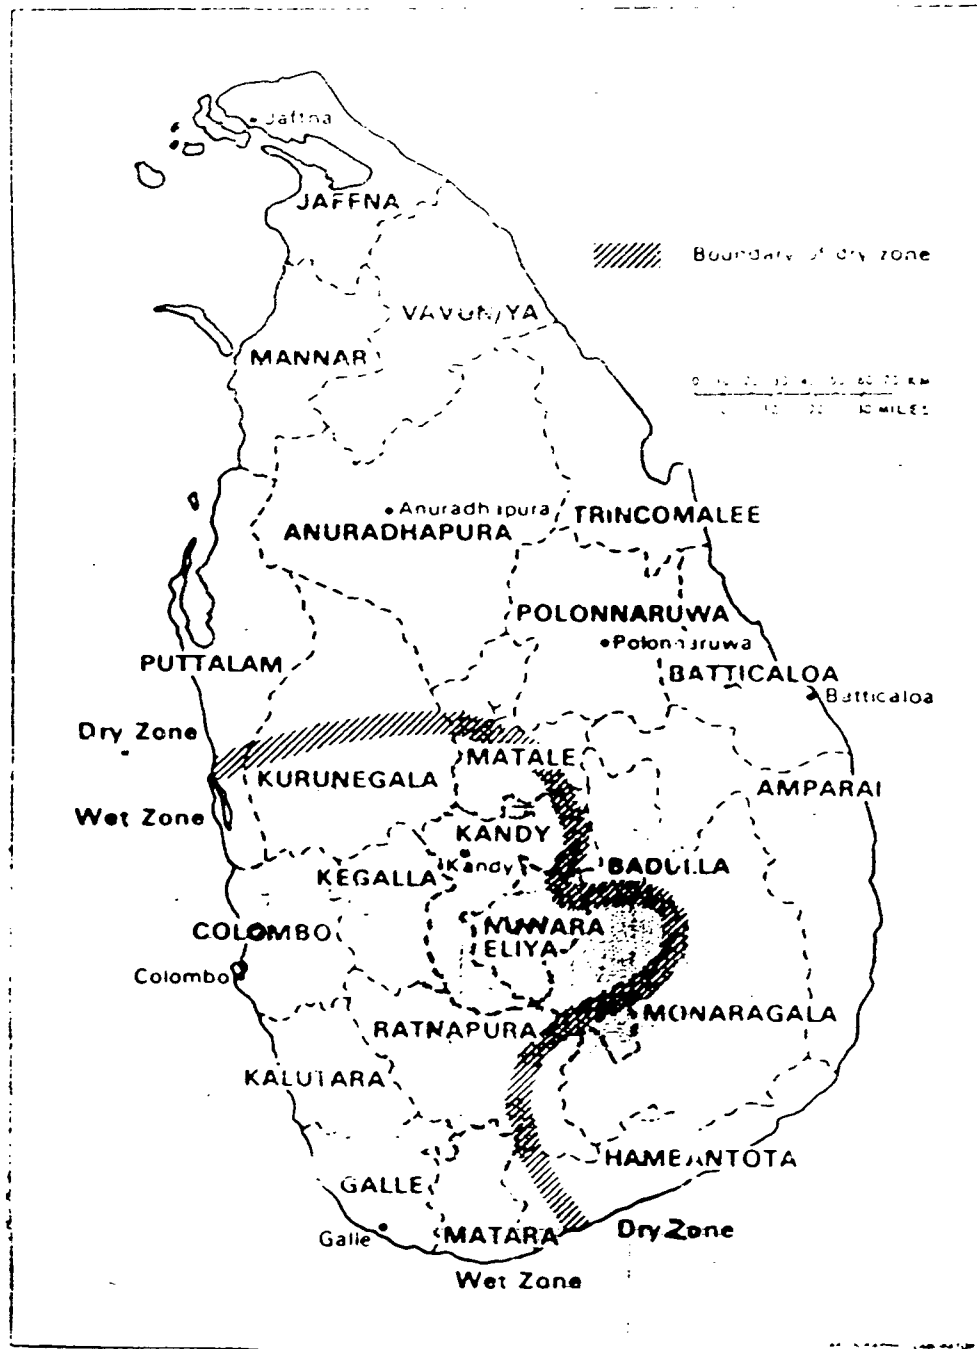 Jaffna
JAFFNA
Boundary of dry zone
VAVUNIYA
MANNAR
KM
MILES
Anuradhapura
ANURADHAPURA
TRINCOMALEE
POLONNARUWA
Polonnaruwa
PUTTALAM
BATTICALOA
Batticaloa
Dry Zone
MATALE
KURUNEGALA
AMPARAI
Wet Zone
KANDY
Kandy
BADULLA
KEGALLA
NUWARA
ELIYA
COLOMBO
Colombo
MONARAGALA
RATNAPURA
KALUTARA
HAMBANTOTA
GALLE
Galle
MATARA
Dry Zone
Wet Zone